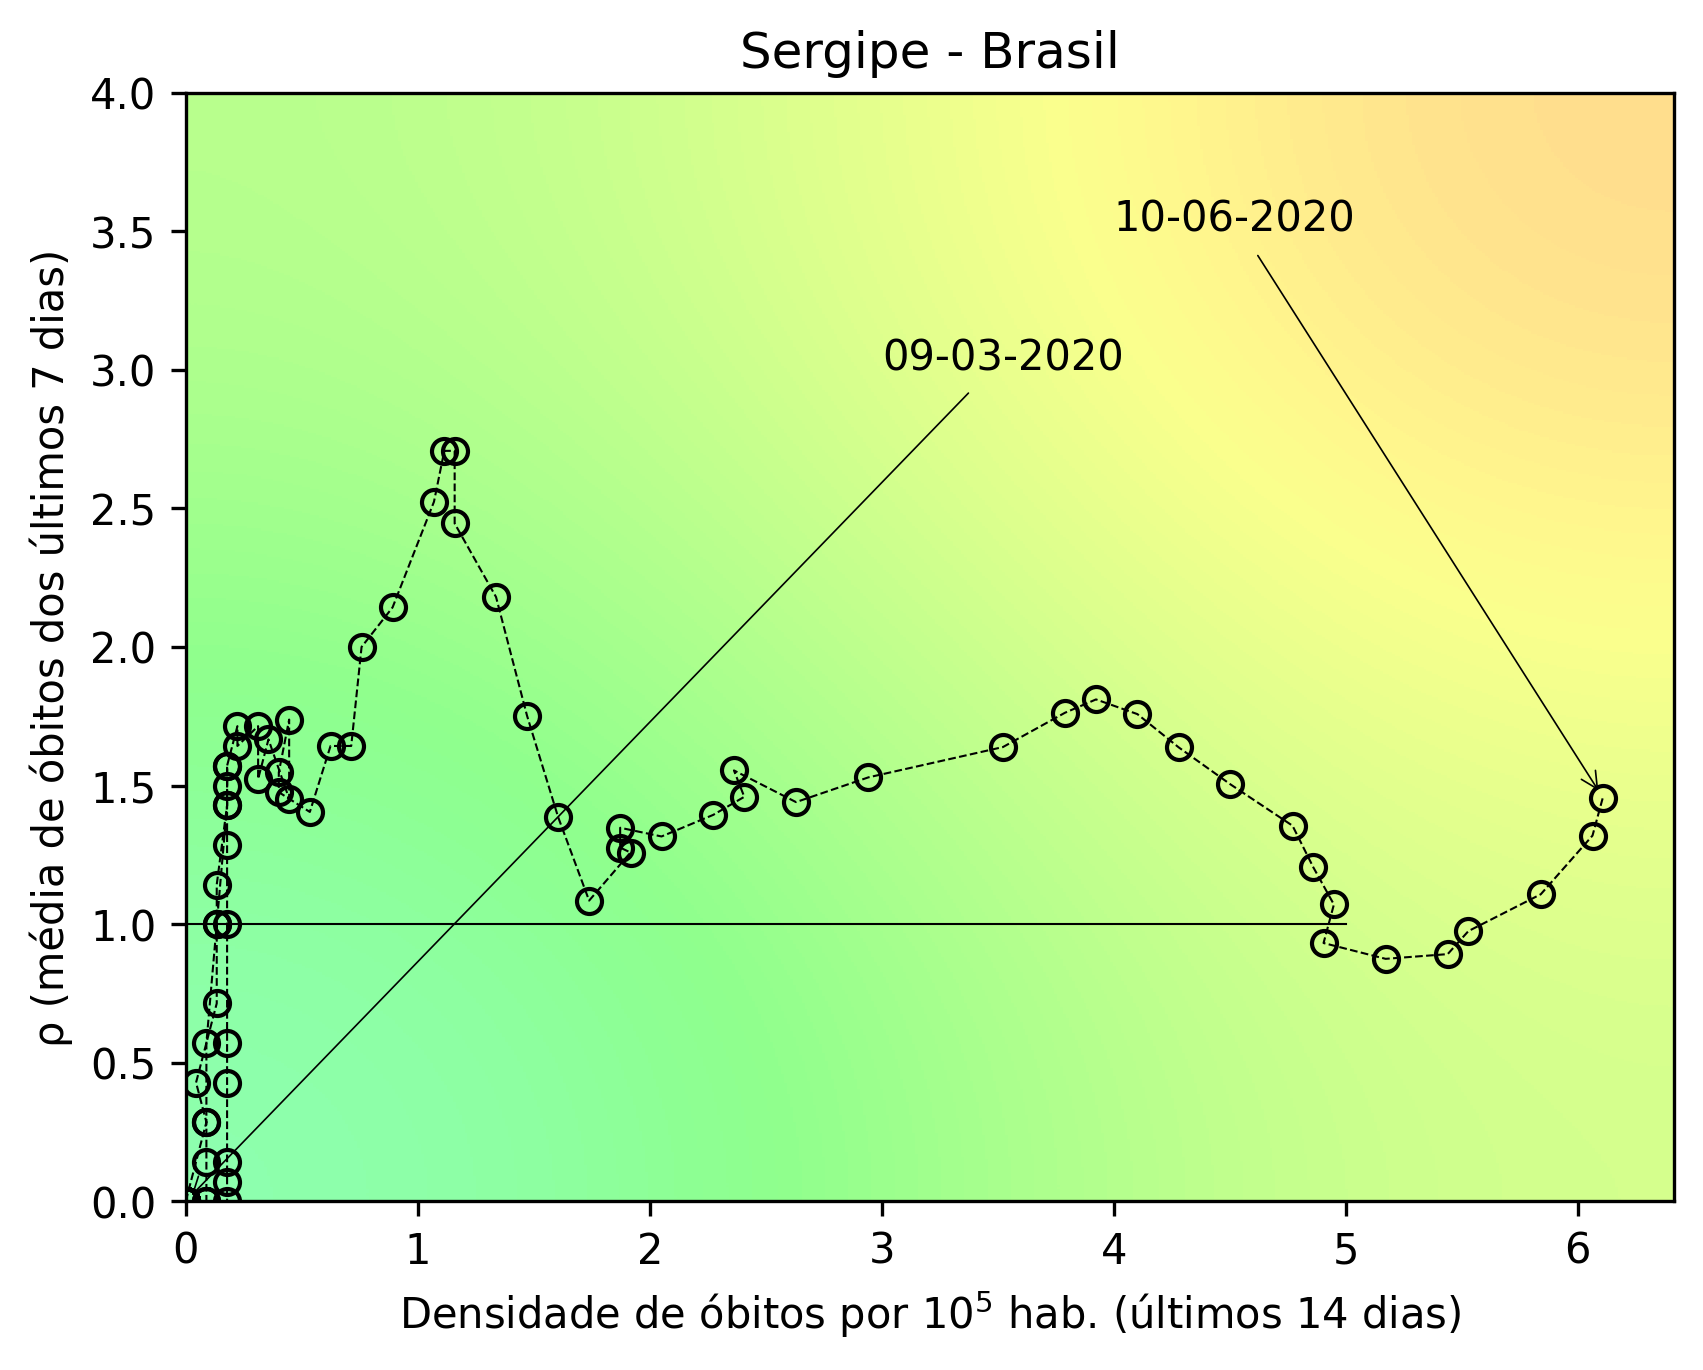 Sergipe - Brasil
4.0
3.5
3.0
2.5
2.0
1.5
1.0
0.5
0.0
ρ (média de óbitos dos últimos 7 dias)
10-06-2020
09-03-2020
0 1 2 3 4 5 6
Densidade de óbitos por 10⁵ hab. (últimos 14 dias)